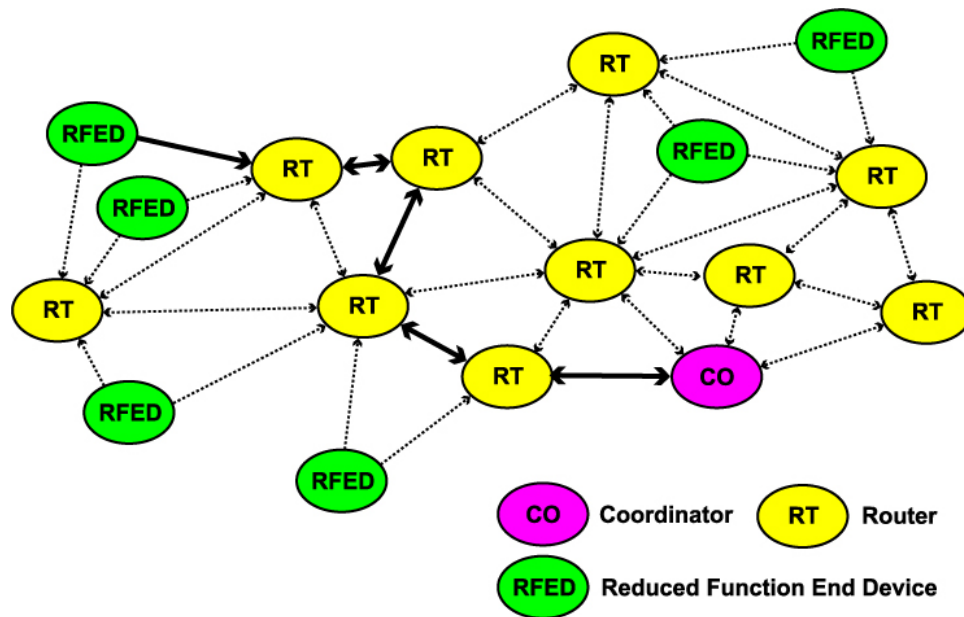 RFED
RT
RFED
RT
RT
RFED
RFED
RT
RT
RT
RT
RT
RT
RT
CO
RFED
RFED
CO Coordinator RT Router
RFED Reduced Function End Device